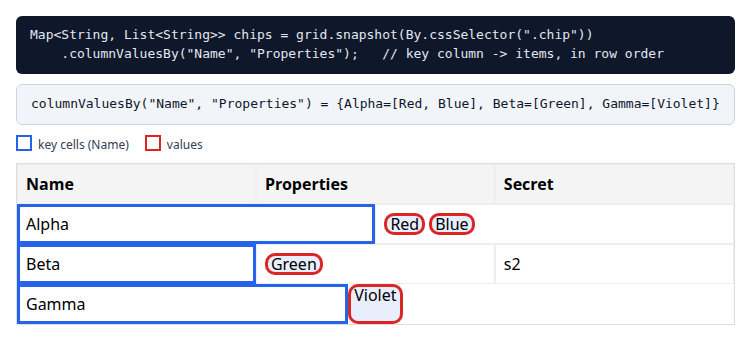 Map<String, List<String>> chips = grid.snapshot(By.cssSelector(".chip"))
.columnValuesBy("Name", "Properties");   // key column -> items, in row order
columnValuesBy("Name", "Properties") = {Alpha=[Red, Blue], Beta=[Green], Gamma=[Violet]}
key cells (Name) values
Name Properties Secret
Alpha Red Blue
Beta Green s2
Gamma Violet